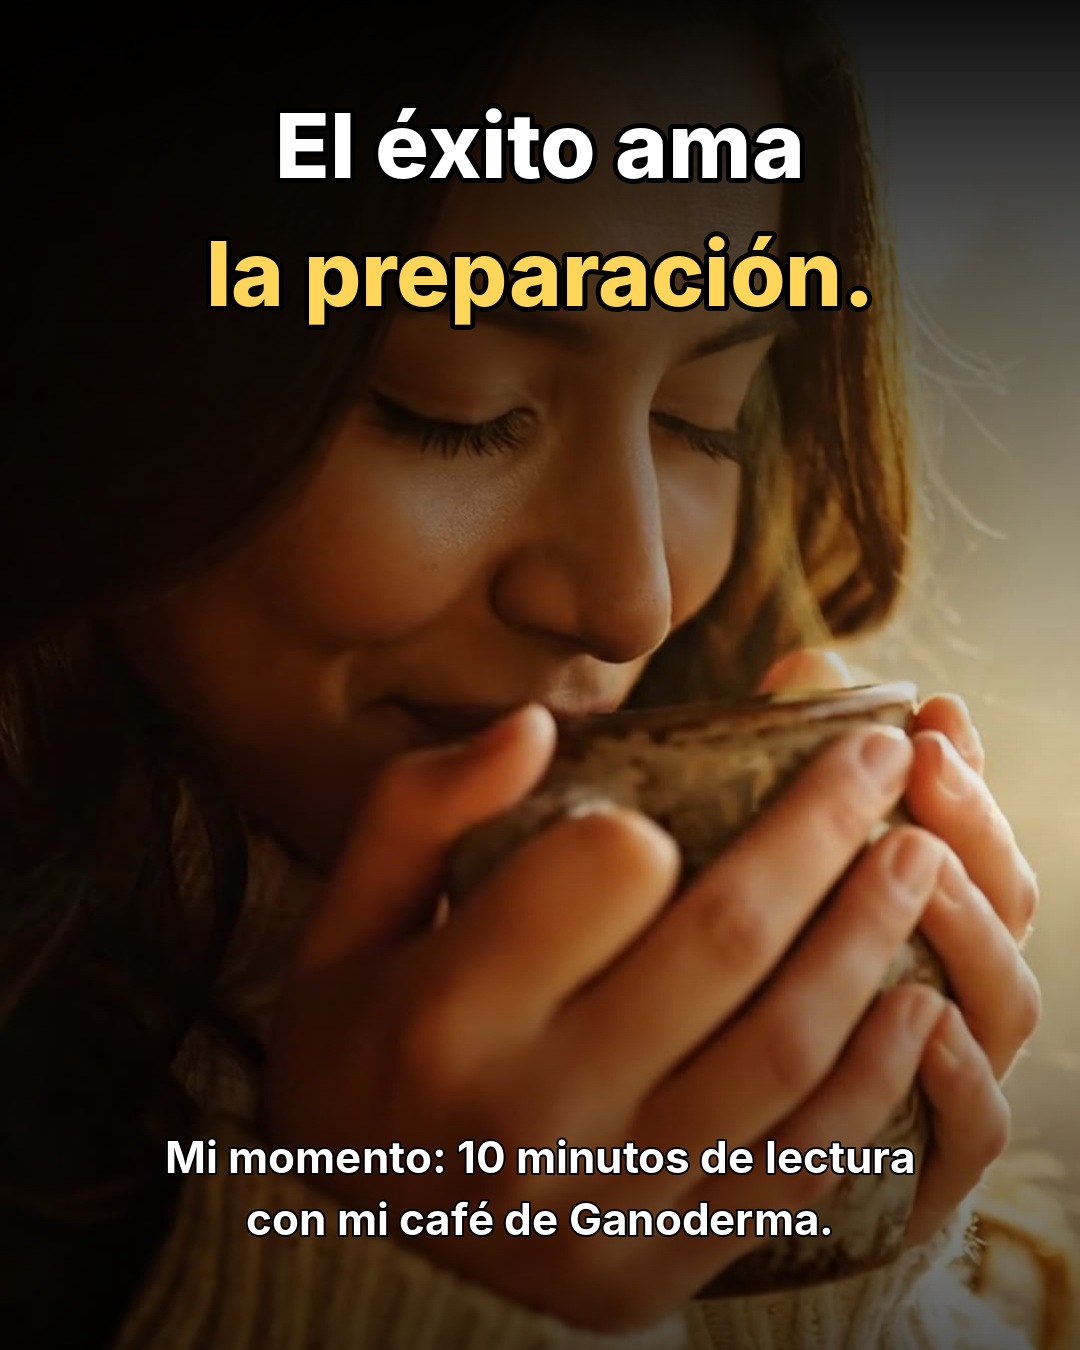 El éxito ama
la preparación.
Mi momento: 10 minutos de lectura
con mi café de Ganoderma.